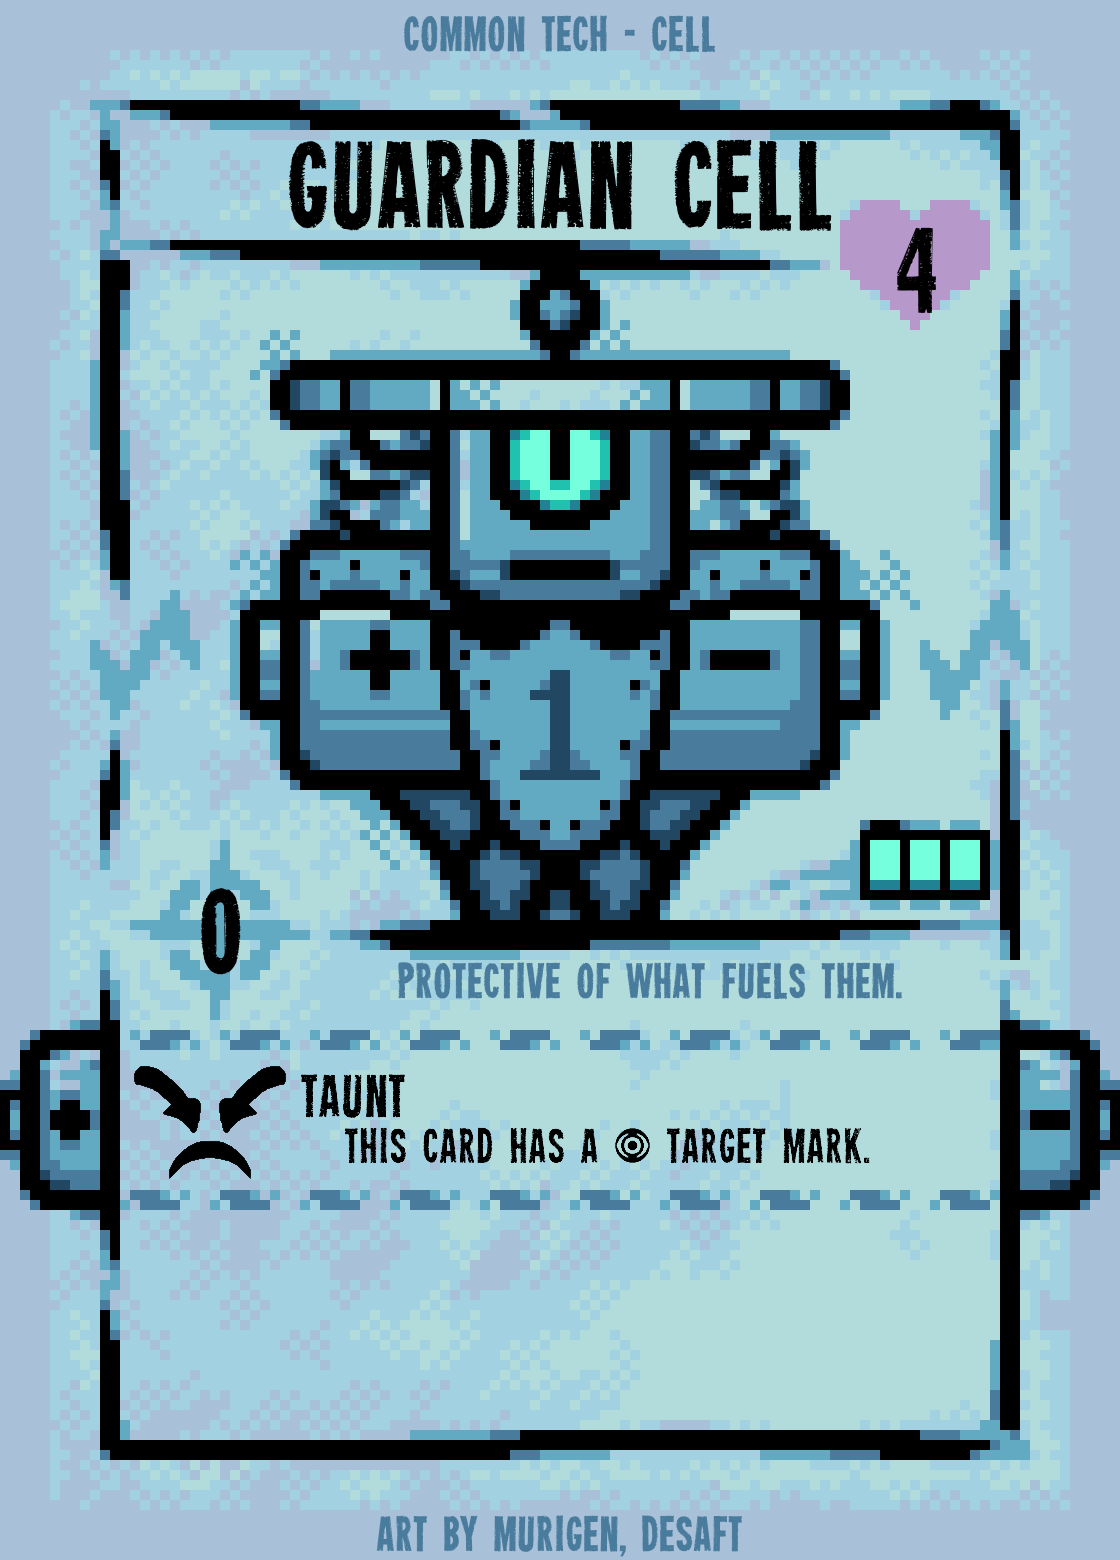 COMMON TECH - CELL
GUARDIAN CELL
4
1
0
PROTECTIVE OF WHAT FUELS THEM.
TAUNT
THIS CARD HAS A TARGET MARK.
ART BY MURIGEN, DESAFT